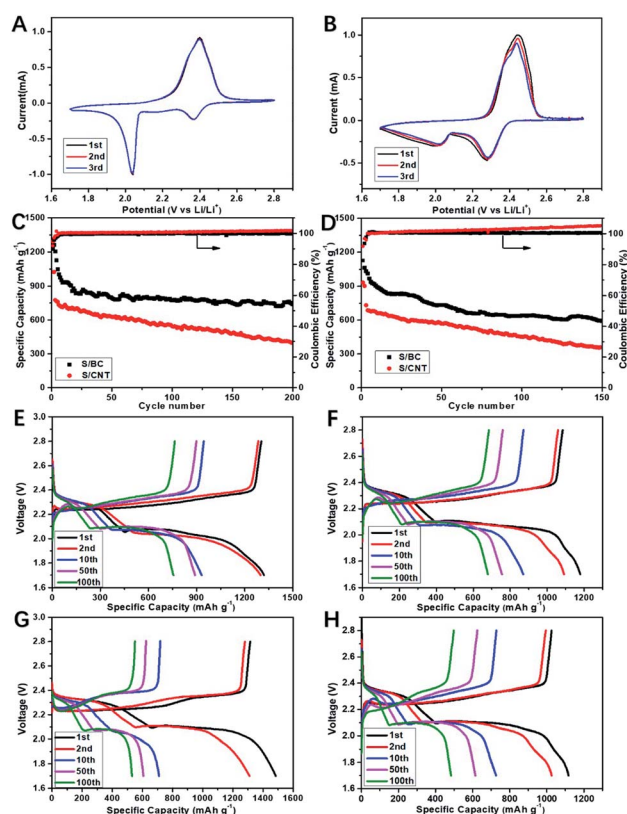 A
B
Current(mA)
1.0
0.5
0.0
-0.5
-1.0
1st
2nd
3rd
1.6 1.8 2.0 2.2 2.4 2.6 2.8
Potential (V vs Li/Li+)
Current(mA)
1.0
0.5
0.0
-0.5
1st
2nd
3rd
1.6 1.8 2.0 2.2 2.4 2.6 2.8
Potential (V vs Li/Li+)
C
D
Specific Capacity (mAh g-1)
1500
1200
900
600
300
0
S/BC
S/CNT
0 25 50 75 100 125 150 175 200
Cycle number
100
80
60
40
20
0
Coulombic Efficiency (%)
Specific Capacity (mAh g-1)
1500
1200
900
600
300
0
S/BC
S/CNT
0 50 100 150
Cycle number
100
80
60
40
20
0
Coulombic Efficiency (%)
E
F
Voltage (V)
3.0
2.8
2.6
2.4
2.2
2.0
1.8
1.6
1st
2nd
10th
50th
100th
0 300 600 900 1200 1500
Specific Capacity (mAh g-1)
Voltage (V)
2.8
2.6
2.4
2.2
2.0
1.8
1.6
1st
2nd
10th
50th
100th
0 200 400 600 800 1000 1200
Specific Capacity (mAh g-1)
G
H
Voltage (V)
3.0
2.8
2.6
2.4
2.2
2.0
1.8
1.6
1st
2nd
10th
50th
100th
0 200 400 600 800 1000 1200 1400 1600
Specific Capacity (mAh g-1)
Voltage (V)
2.8
2.6
2.4
2.2
2.0
1.8
1.6
1st
2nd
10th
50th
100th
0 200 400 600 800 1000 1200
Specific Capacity (mAh g-1)